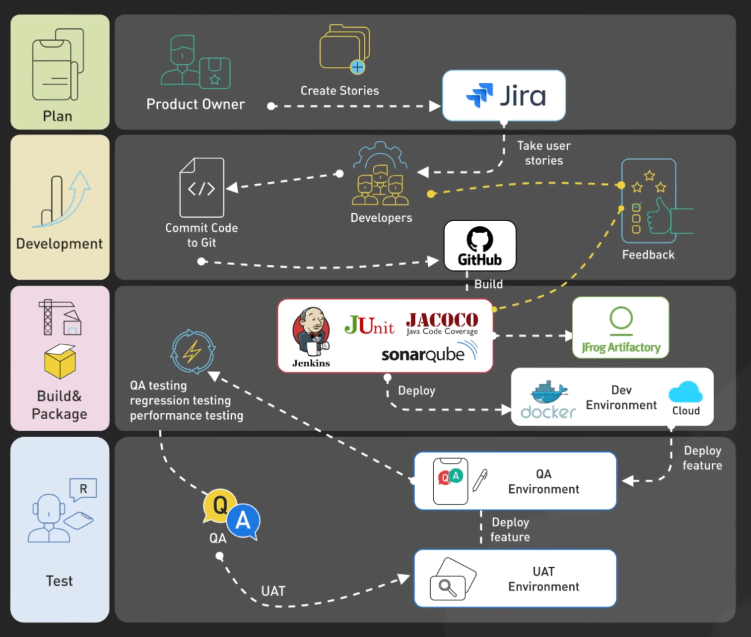 Plan
Product Owner
Create Stories
Jira
Take user
stories
Development
</>
Commit Code
to Git
Developers
GitHub
Feedback
Build
Build&
Package
QA testing
regression testing
performance testing
Jenkins
JUnit
JACOCO
Java Code Coverage
sonarqube
JFrog Artifactory
Deploy
docker
Dev
Environment
Cloud
Deploy
feature
Test
R
Q
A
QA
UAT
Q
A
QA
Environment
Deploy
feature
UAT
Environment